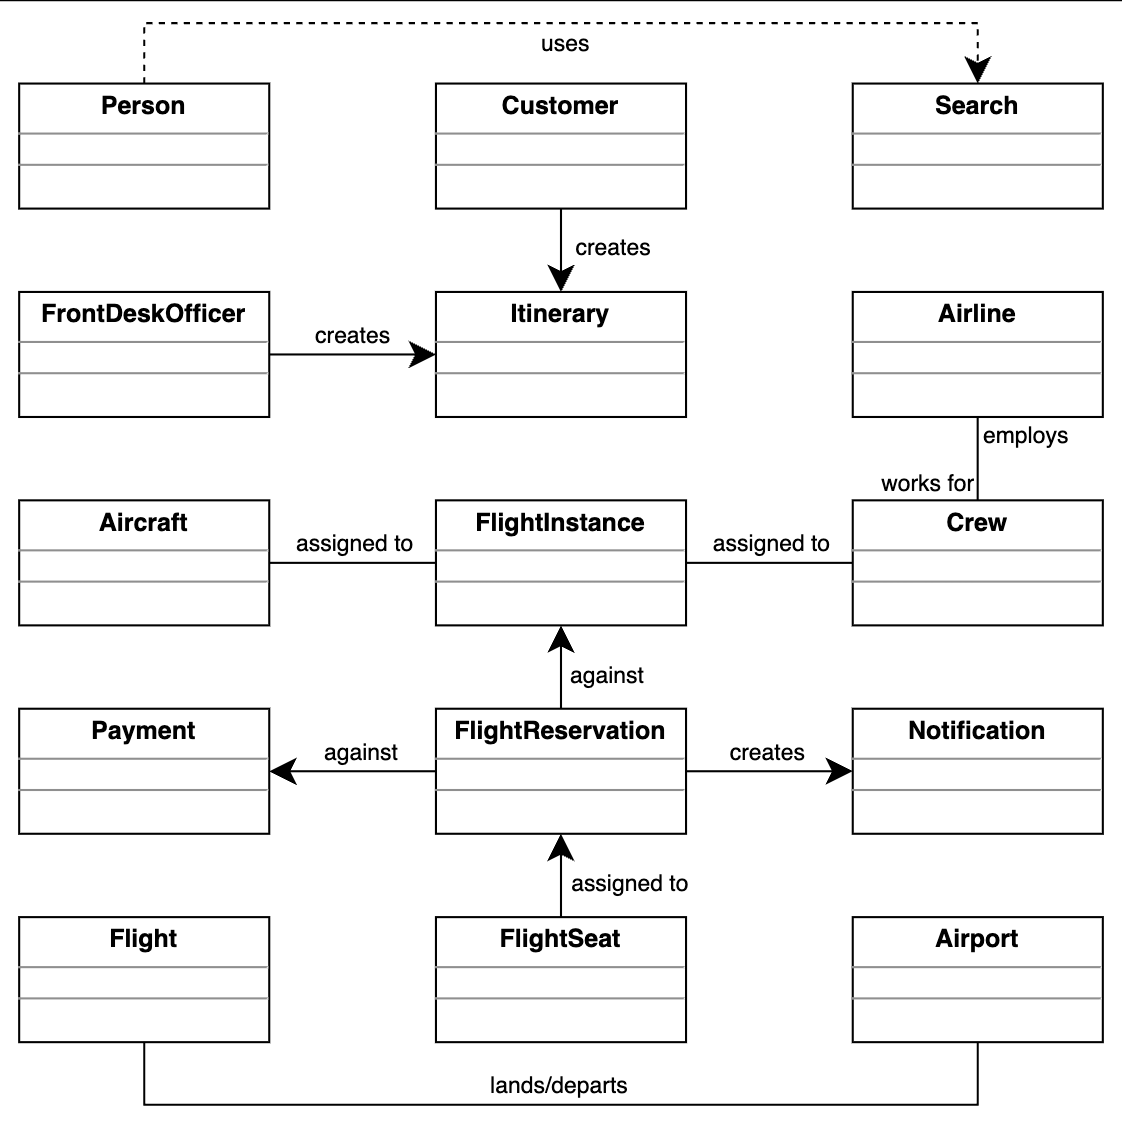 uses
Person
Customer
Search
creates
FrontDeskOfficer
creates
Itinerary
Airline
employs
works for
Aircraft
assigned to
FlightInstance
assigned to
Crew
against
Payment
against
FlightReservation
creates
Notification
assigned to
Flight
FlightSeat
Airport
lands/departs